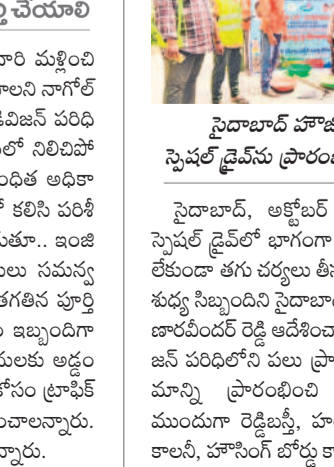 ర్తి చేయాలి
వారి మళ్లించి
చాలని నాగోల్
డివిజన్ పరిధి
లో నిలిచిపో
బంధిత అధికా
కలిసి పరిశీ
తూ.. ఇంజి
లు సమన్వ
తగతిన పూర్తి
ఇబ్బందిగా
లకు అడ్డం
కోసం ట్రాఫిక్
చాలన్నారు.
న్నారు.
సైదాబాద్ హౌజి
స్పెషల్ డ్రైవ్‌ను ప్రారం
సైదాబాద్, అక్టోబర్
స్పెషల్ డ్రైవ్‌లో భాగంగా
లేకుండా తగు చర్యలు తీస
శుధ్య సిబ్బందిని సైదాబా
ణారవీందర్ రెడ్డి ఆదేశించా
జన్ పరిధిలోని పలు ప్రా
మాన్ని ప్రారంభించి
ముందుగా రెడ్డిబస్తీ, హ
కాలనీ, హౌసింగ్ బోర్డు కా